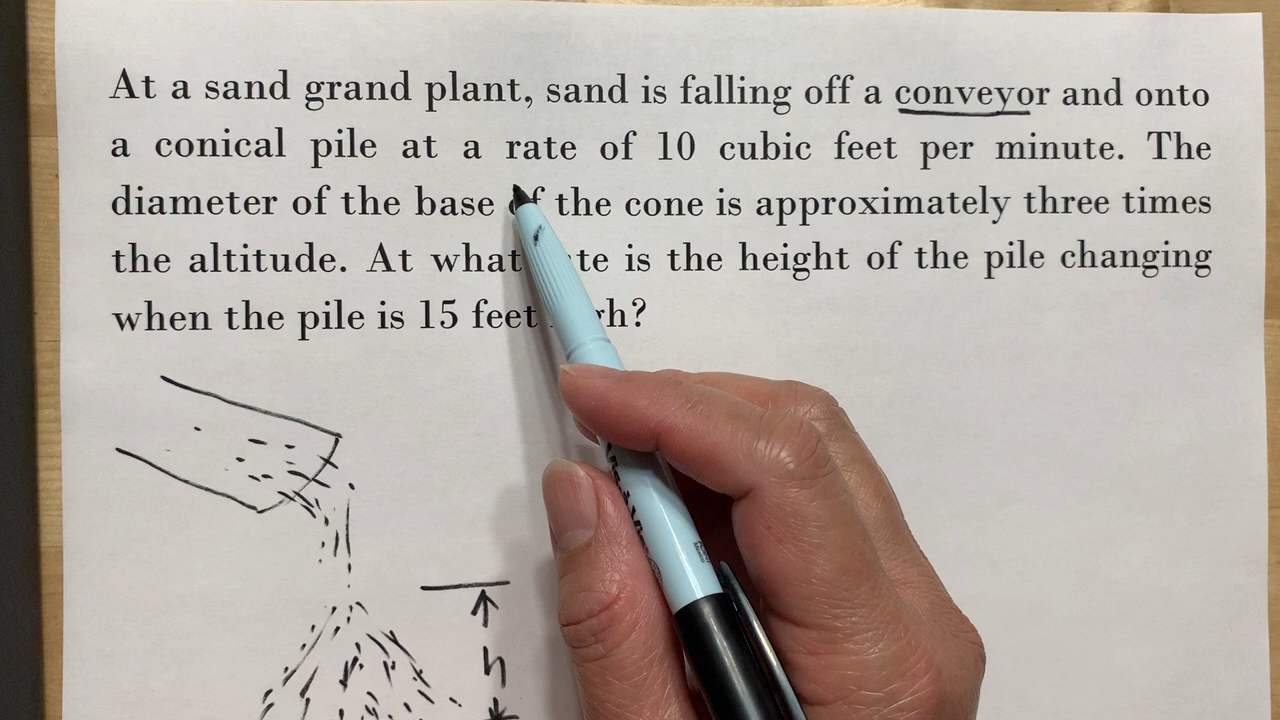 At a sand grand plant, sand is falling off a conveyor and onto
a conical pile at a rate of 10 cubic feet per minute. The
diameter of the base of the cone is approximately three times
the altitude. At what is the height of the pile changing
when the pile is 15 feet
h